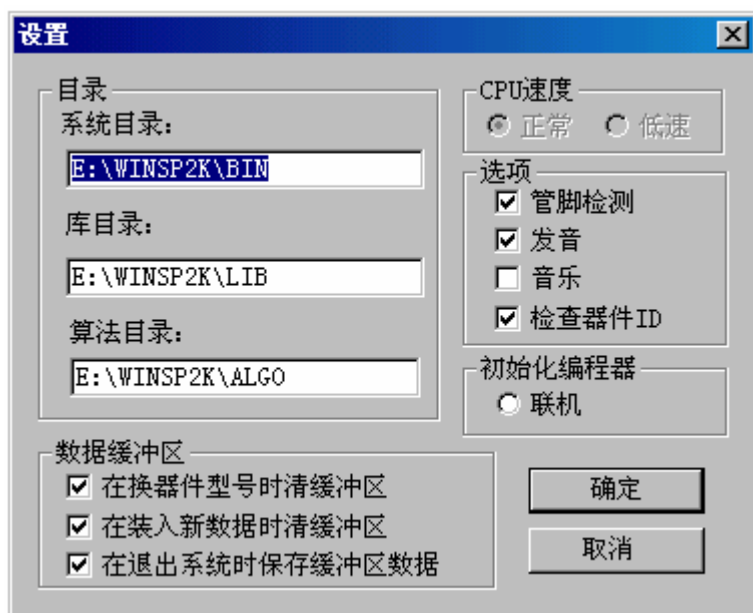 设置
目录
系统目录:
E:\WINSP2K\BIN
库目录:
E:\WINSP2K\LIB
算法目录:
E:\WINSP2K\ALGO
CPU速度
正常 低速
选项
管脚检测
发音
音乐
检查器件ID
初始化编程器
联机
数据缓冲区
在换器件型号时清缓冲区
在装入新数据时清缓冲区
在退出系统时保存缓冲区数据
确定
取消